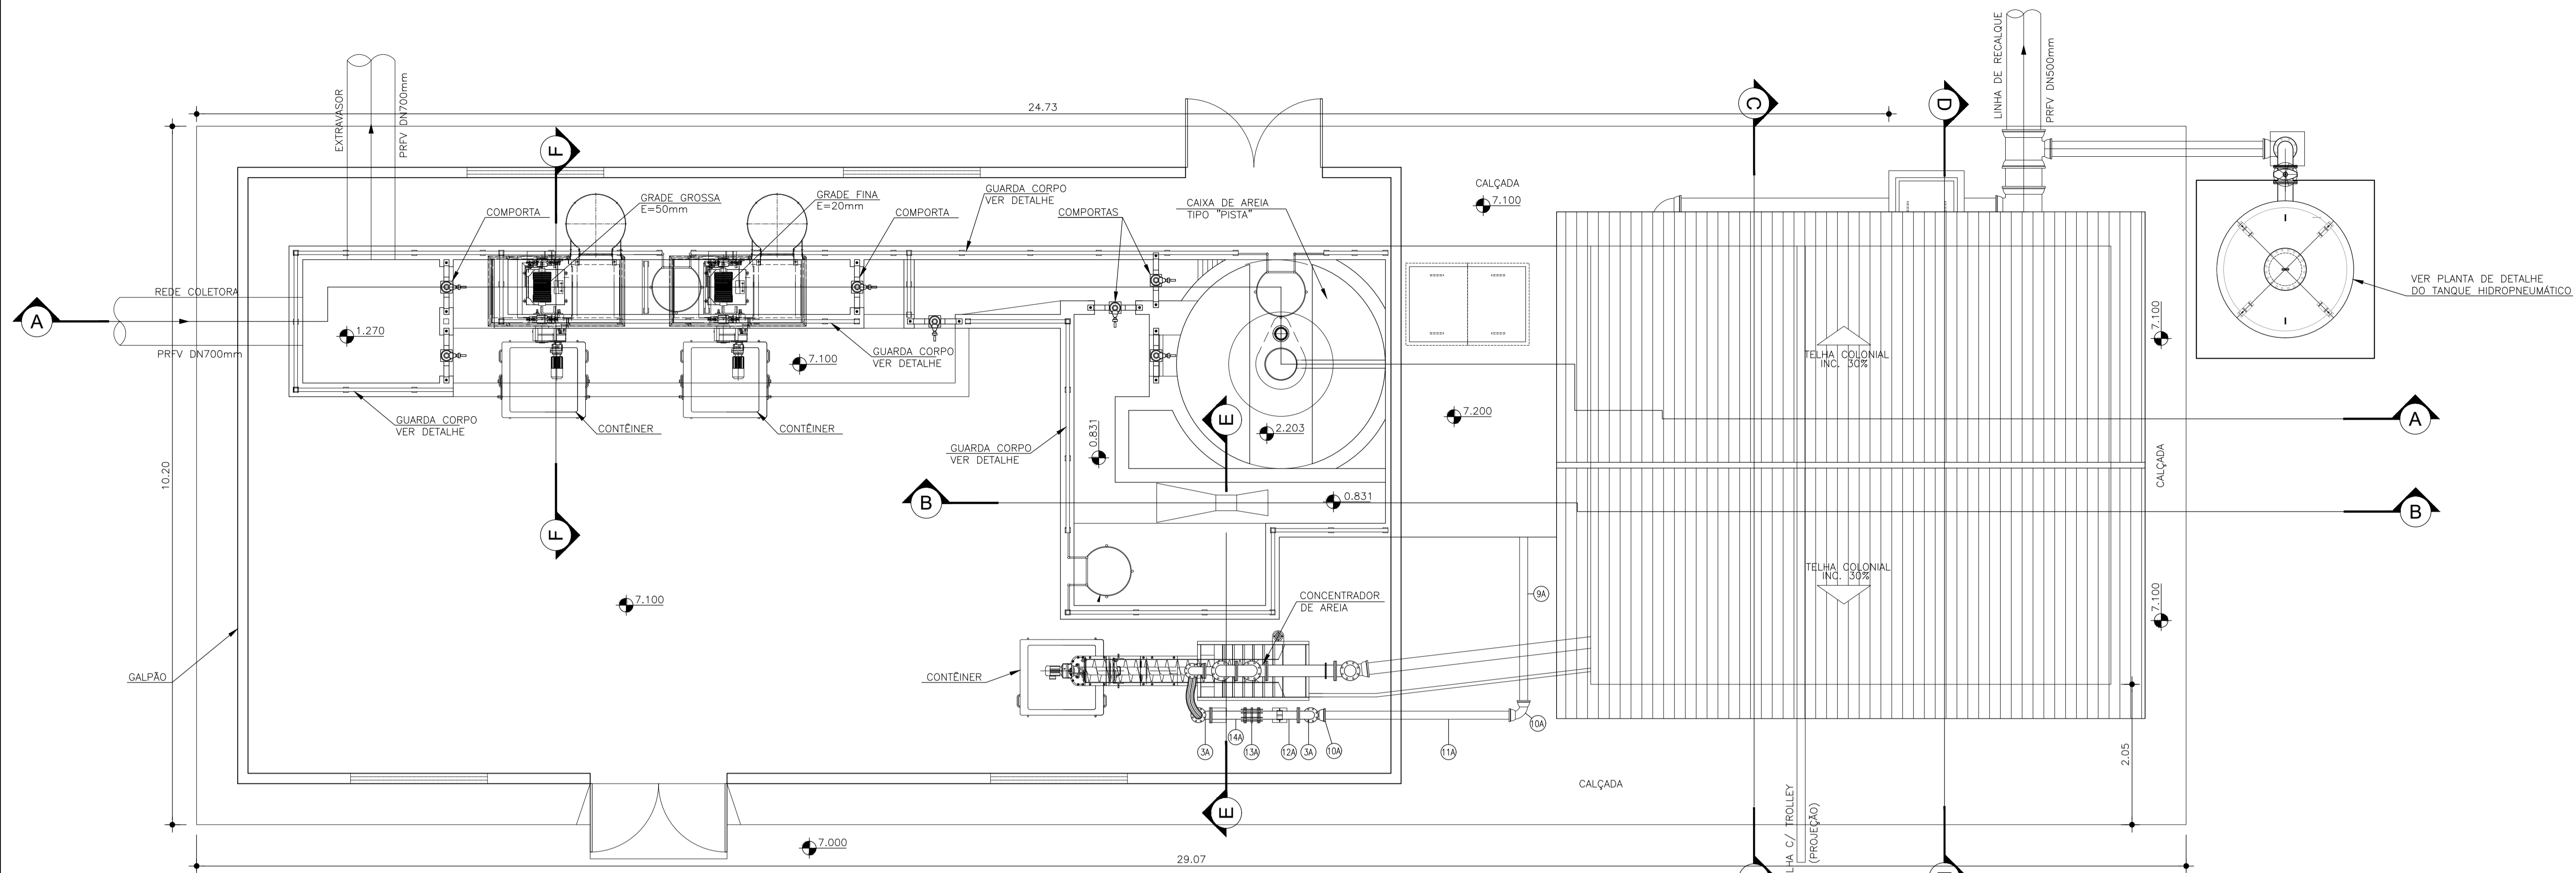 LINHA DE RECALQUE
PRFV DN500mm
EXTRAVASOR
PRFV DN700mm
24.73
C
D
F
GRADE GROSSA
E=50mm
GRADE FINA
E=20mm
GUARDA CORPO
VER DETALHE
COMPORTA
COMPORTA
COMPORTAS
CAIXA DE AREIA
TIPO "PISTA"
CALÇADA
7.100
REDE COLETORA
A
1.270
PRFV DN700mm
7.100
GUARDA CORPO
VER DETALHE
VER PLANTA DE DETALHE
DO TANQUE HIDROPNEUMÁTICO
7.100
TELHA COLONIAL
INC. 30%
GUARDA CORPO
VER DETALHE
CONTÊINER
CONTÊINER
E
7.200
A
2.203
0.831
GUARDA CORPO
VER DETALHE
CALÇADA
10.20
B
0.831
B
F
TELHA COLONIAL
INC. 30%
7.100
7.100
CONCENTRADOR
DE AREIA
9A
GALPÃO
CONTÊINER
10A
3A
14A
13A
12A
3A
10A
11A
2.05
CALÇADA
E
LHA C/ TROLLEY
(PROJEÇÃO)
7.000
29.07